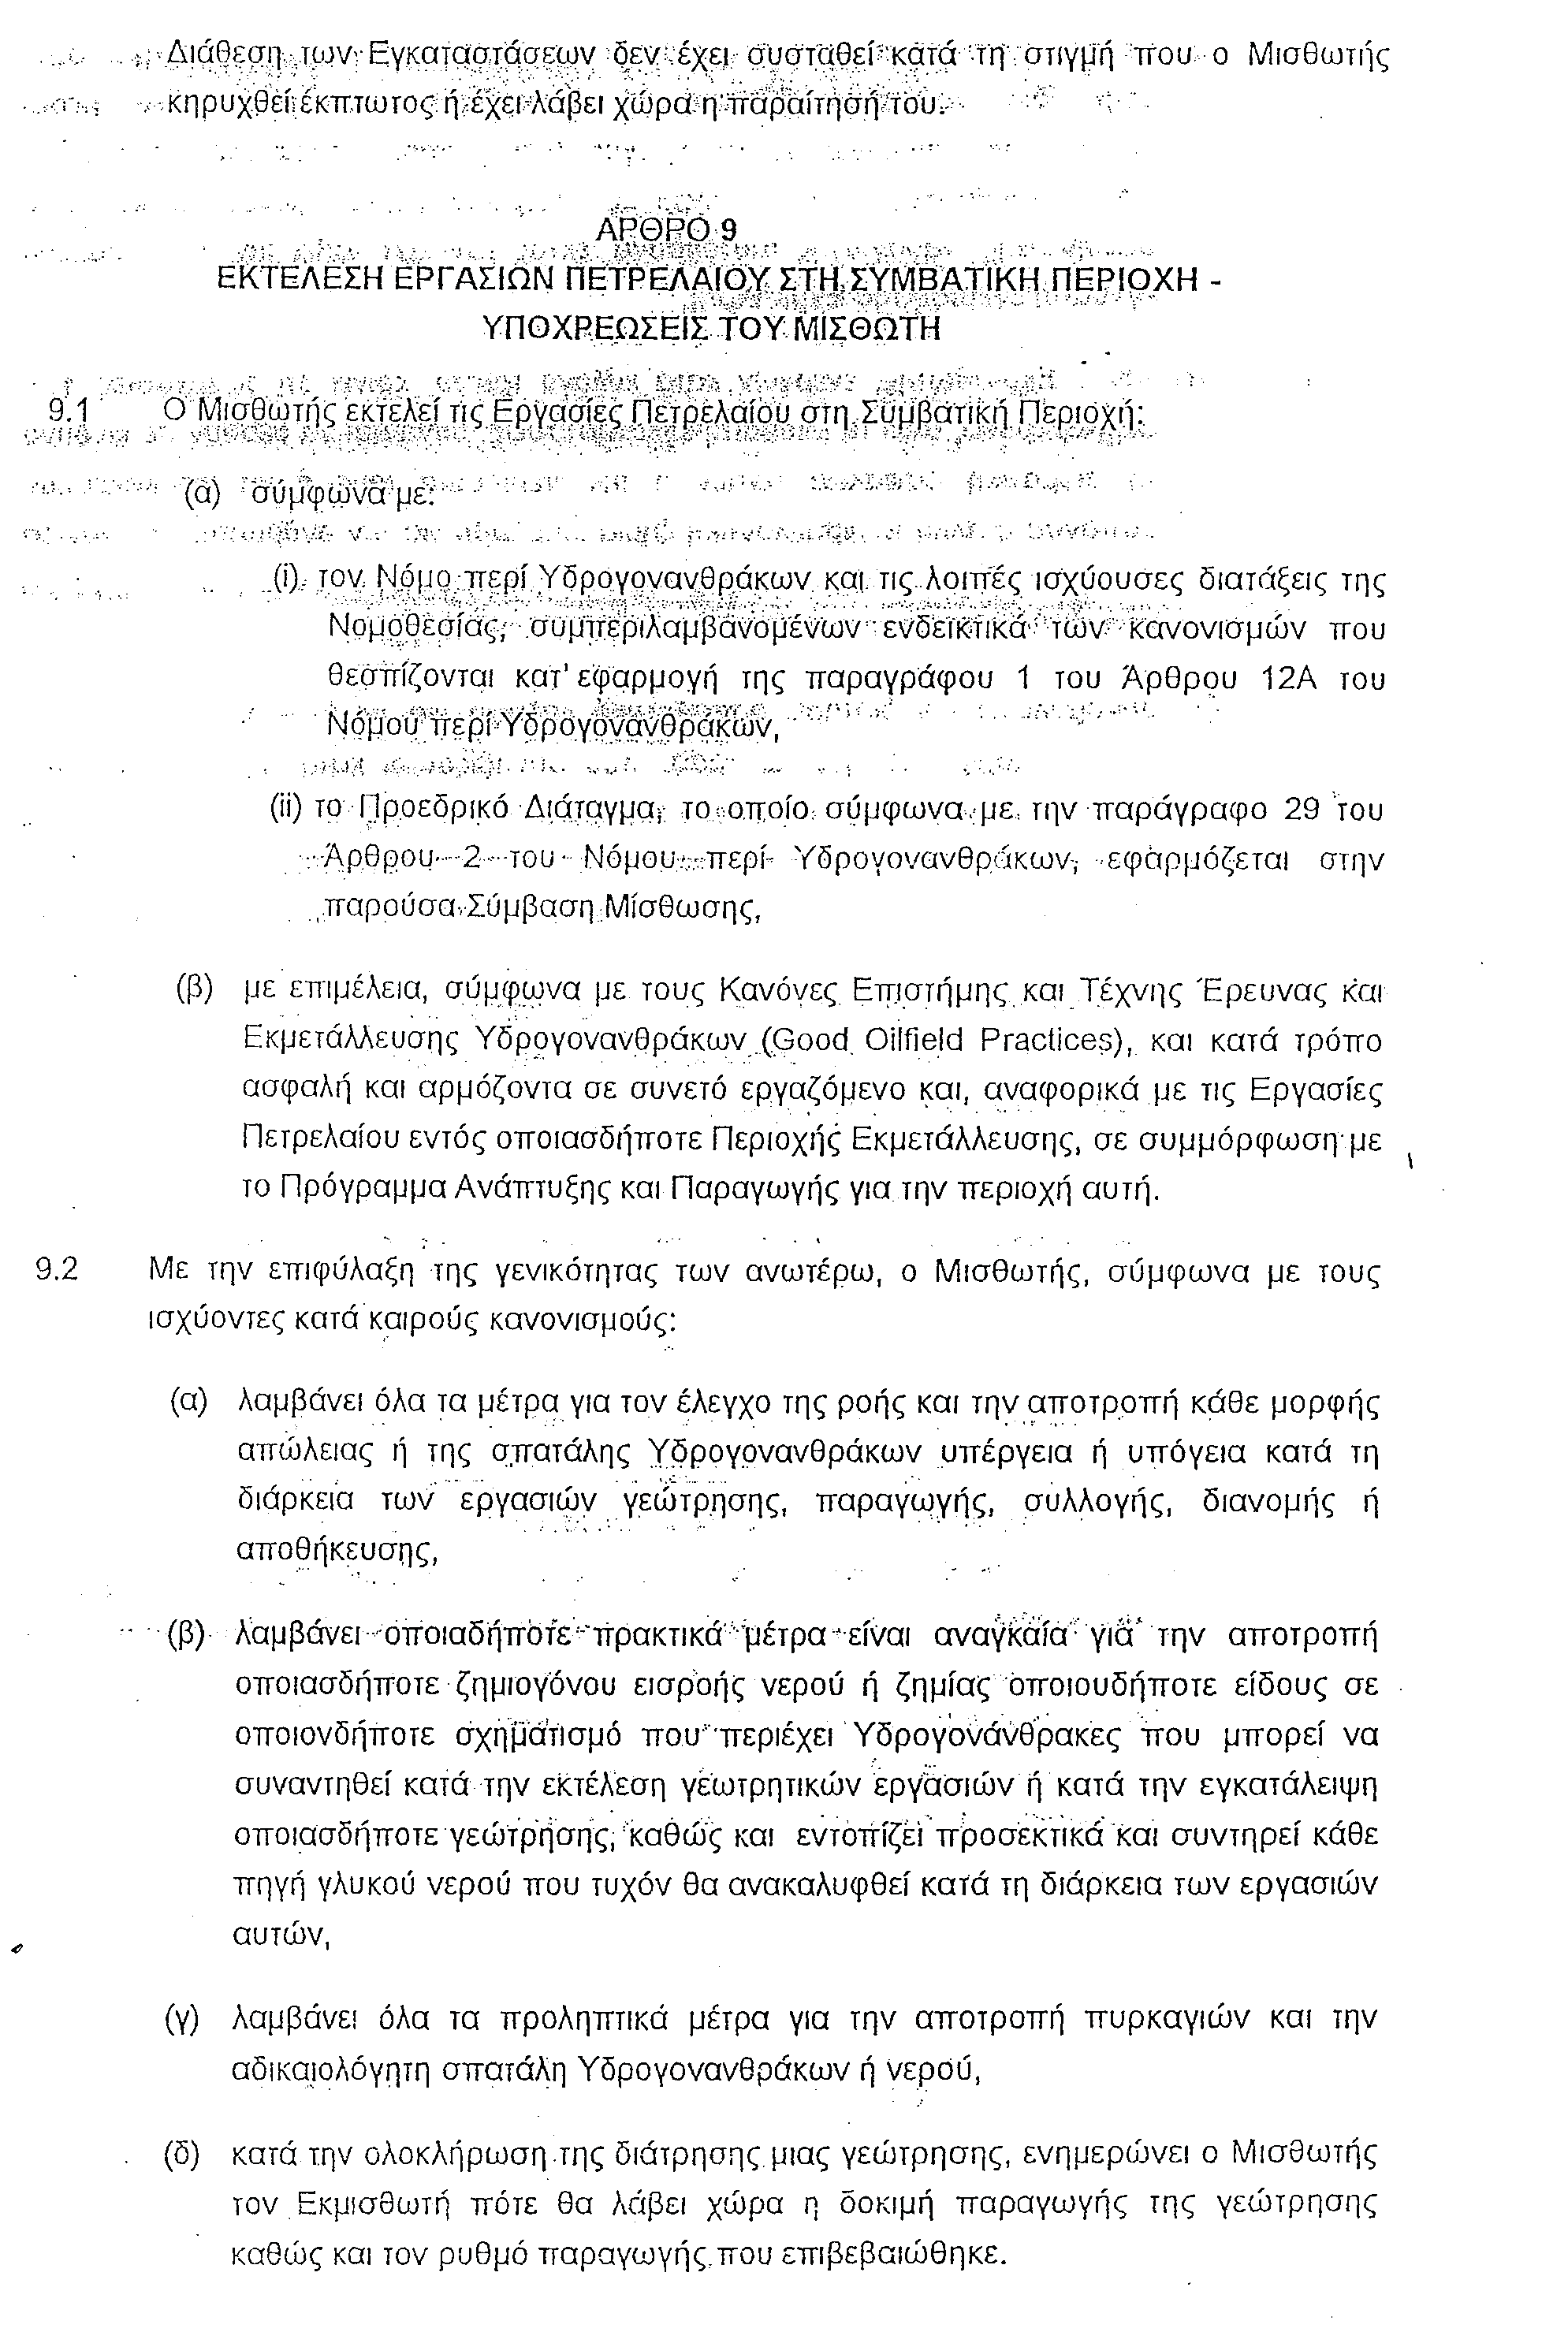 Διάθεση των Εγκαταστάσεων δεν έχει συσταθεί κατά τη στιγμή που ο Μισθωτής
κηρυχθεί έκπτωτος ή έχει λάβει χώρα η παραίτησή του.
ΑΡΘΡΟ 9
ΕΚΤΕΛΕΣΗ ΕΡΓΑΣΙΩΝ ΠΕΤΡΕΛΑΙΟΥ ΣΤΗ ΣΥΜΒΑΤΙΚΗ ΠΕΡΙΟΧΗ -
ΥΠΟΧΡΕΩΣΕΙΣ ΤΟΥ ΜΙΣΘΩΤΗ
9.1 Ο Μισθωτής εκτελεί τις Εργασίες Πετρελαίου στη Συμβατική Περιοχή:
(α) σύμφωνα με:
(i) τον Νόμο περί Υδρογονανθράκων και τις λοιπές ισχύουσες διατάξεις της
Νομοθεσίας, συμπεριλαμβανομένων ενδεικτικά των κανονισμών που
θεσπίζονται κατ' εφαρμογή της παραγράφου 1 του Άρθρου 12Α του
Νόμου περί Υδρογονανθράκων,
(ii) το Προεδρικό Διάταγμα, το οποίο σύμφωνα με την παράγραφο 29 του
Άρθρου 2 του Νόμου περί Υδρογονανθράκων, εφαρμόζεται στην
παρούσα Σύμβαση Μίσθωσης,
(β) με επιμέλεια, σύμφωνα με τους Κανόνες Επιστήμης και Τέχνης Έρευνας και
Εκμετάλλευσης Υδρογονανθράκων (Good Oilfield Practices), και κατά τρόπο
ασφαλή και αρμόζοντα σε συνετό εργαζόμενο και, αναφορικά με τις Εργασίες
Πετρελαίου εντός οποιασδήποτε Περιοχής Εκμετάλλευσης, σε συμμόρφωση με
το Πρόγραμμα Ανάπτυξης και Παραγωγής για την περιοχή αυτή.
9.2 Με την επιφύλαξη της γενικότητας των ανωτέρω, ο Μισθωτής, σύμφωνα με τους
ισχύοντες κατά καιρούς κανονισμούς:
(α) λαμβάνει όλα τα μέτρα για τον έλεγχο της ροής και την αποτροπή κάθε μορφής
απώλειας ή της σπατάλης Υδρογονανθράκων υπέργεια ή υπόγεια κατά τη
διάρκεια των εργασιών γεώτρησης, παραγωγής, συλλογής, διανομής ή
αποθήκευσης,
(β) λαμβάνει οποιαδήποτε πρακτικά μέτρα είναι αναγκαία για την αποτροπή
οποιασδήποτε ζημιογόνου εισροής νερού ή ζημίας οποιουδήποτε είδους σε
οποιονδήποτε σχηματισμό που περιέχει Υδρογονάνθρακες που μπορεί να
συναντηθεί κατά την εκτέλεση γεωτρητικών εργασιών ή κατά την εγκατάλειψη
οποιασδήποτε γεώτρησης, καθώς και εντοπίζει προσεκτικά και συντηρεί κάθε
πηγή γλυκού νερού που τυχόν θα ανακαλυφθεί κατά τη διάρκεια των εργασιών
αυτών,
(γ) λαμβάνει όλα τα προληπτικά μέτρα για την αποτροπή πυρκαγιών και την
αδικαιολόγητη σπατάλη Υδρογονανθράκων ή νερού,
(δ) κατά την ολοκλήρωση της διάτρησης μιας γεώτρησης, ενημερώνει ο Μισθωτής
τον Εκμισθωτή πότε θα λάβει χώρα η δοκιμή παραγωγής της γεώτρησης
καθώς και τον ρυθμό παραγωγής που επιβεβαιώθηκε.